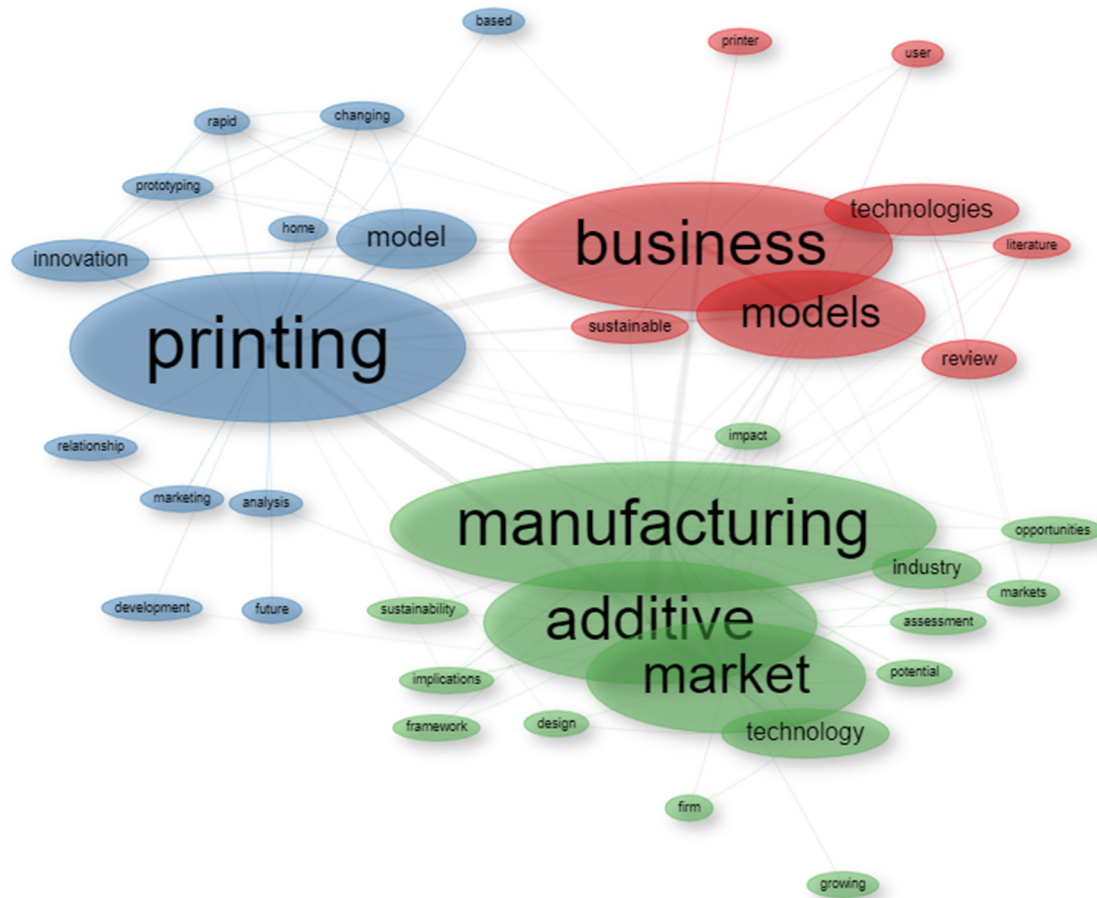 based
printer
user
rapid
changing
prototyping
technologies
home
model
business
literature
innovation
models
sustainable
printing
review
impact
relationship
marketing
analysis
manufacturing
opportunities
industry
markets
development
future
sustainability
additive
assessment
implications
market
potential
framework
design
technology
firm
growing